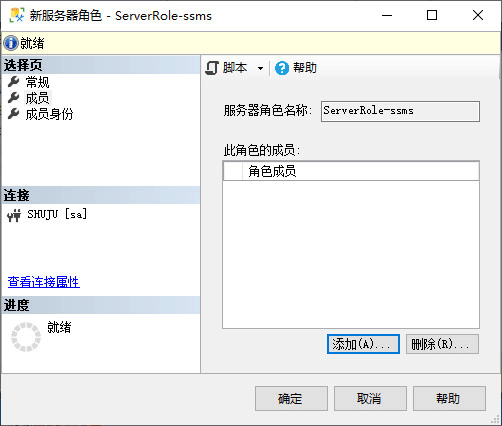 新服务器角色 - ServerRole-ssms
就绪
选择页
常规
成员
成员身份
脚本 帮助
服务器角色名称: ServerRole-ssms
此角色的成员:
角色成员
连接
SHUJU [sa]
查看连接属性
进度
就绪
添加(A)... 删除(R)...
确定 取消 帮助